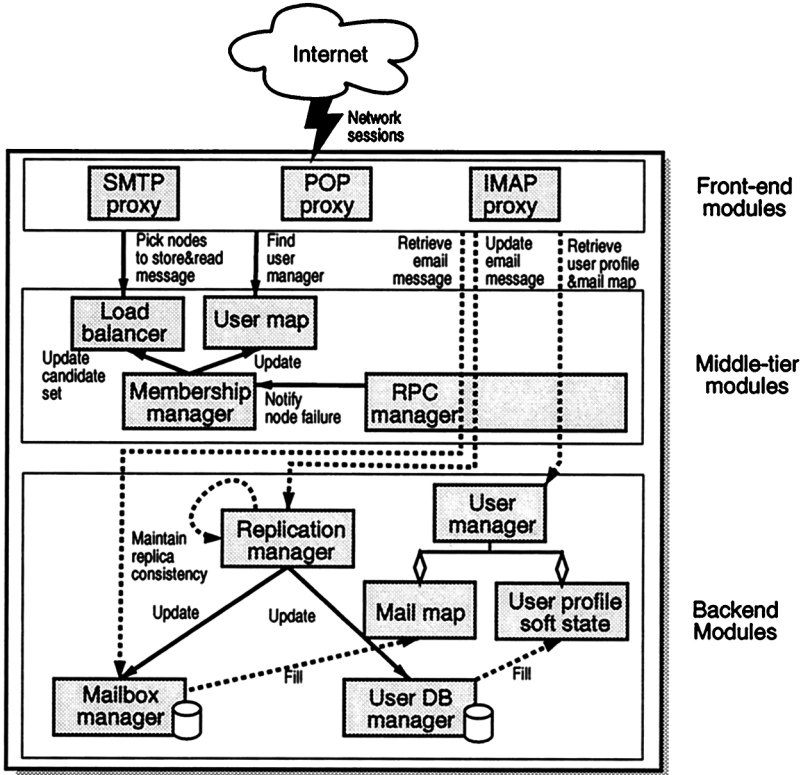 Internet
Network
sessions
SMTP
proxy
POP
proxy
IMAP
proxy
Front-end
modules
Pick nodes
to store&read
message
Find
user
manager
Retrieve
email
message
Update
email
message
Retrieve
user profile
&mail map
Load
balancer
User map
Update
candidate
set
Update
Membership
manager
Notify
node failure
RPC
manager
Middle-tier
modules
Maintain
replica
consistency
Replication
manager
User
manager
Update
Update
Mail map
User profile
soft state
Backend
Modules
Fill
Fill
Mailbox
manager
User DB
manager